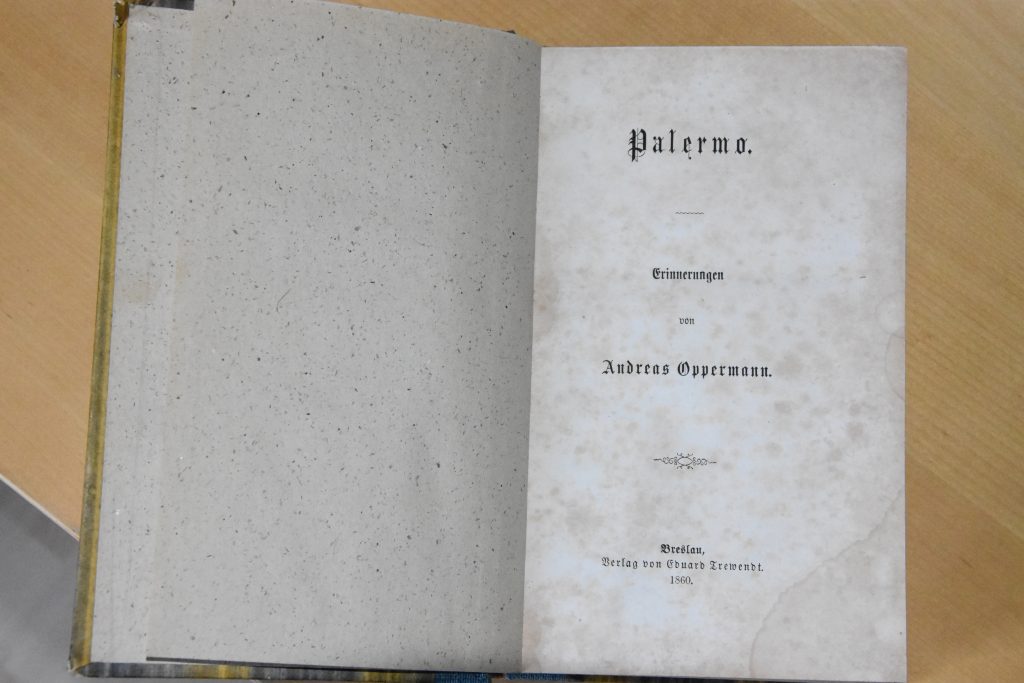 Palermo.
Erinnerungen
von
Andreas Oppermann.
Breslau,
Verlag von Eduard Trewendt.
1860.